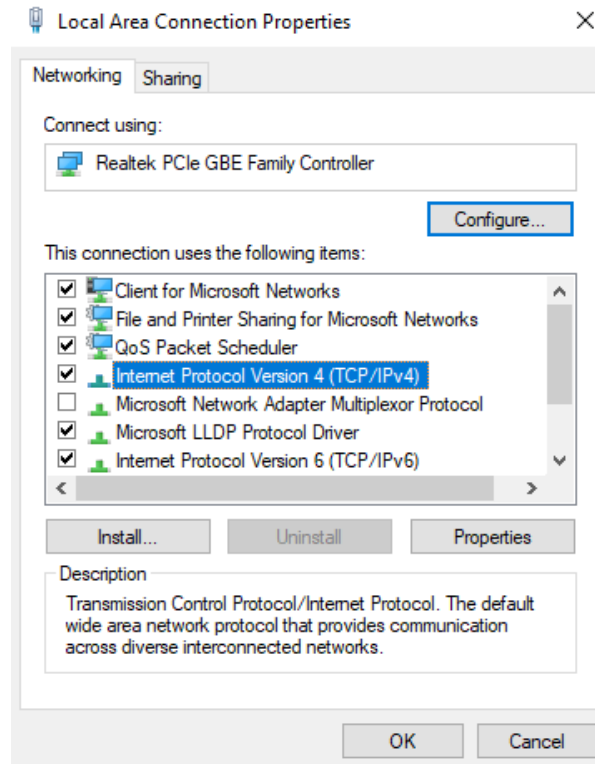 Local Area Connection Properties
Networking
Sharing
Connect using:
Realtek PCIe GBE Family Controller
Configure...
This connection uses the following items:
Client for Microsoft Networks
File and Printer Sharing for Microsoft Networks
QoS Packet Scheduler
Internet Protocol Version 4 (TCP/IPv4)
Microsoft Network Adapter Multiplexor Protocol
Microsoft LLDP Protocol Driver
Internet Protocol Version 6 (TCP/IPv6)
Install...
Uninstall
Properties
Description
Transmission Control Protocol/Internet Protocol. The default
wide area network protocol that provides communication
across diverse interconnected networks.
OK
Cancel